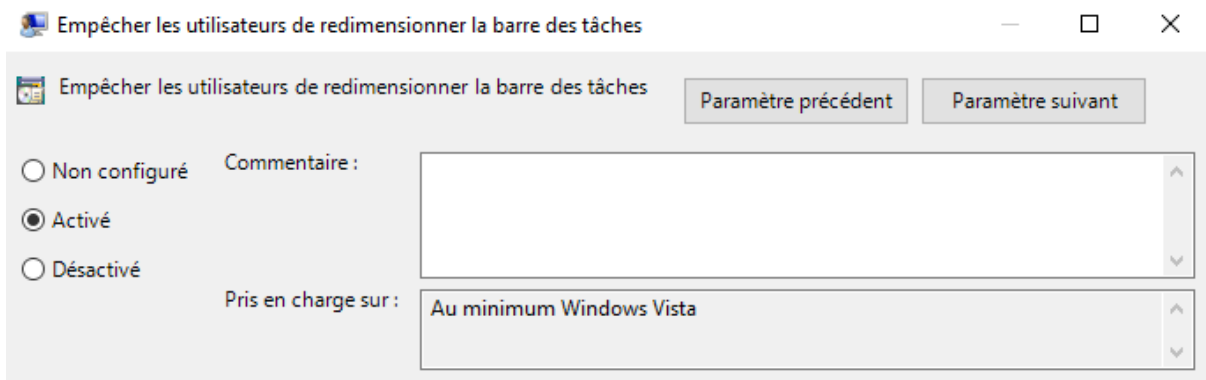 Empêcher les utilisateurs de redimensionner la barre des tâches
Empêcher les utilisateurs de redimensionner la barre des tâches
Paramètre précédent
Paramètre suivant
Non configuré
Commentaire :
Activé
Désactivé
Pris en charge sur :
Au minimum Windows Vista